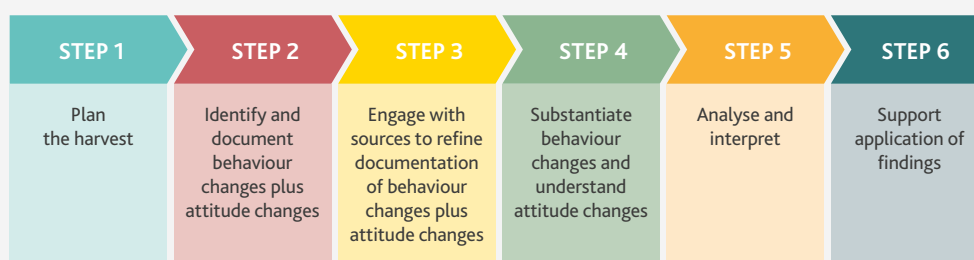 STEP 1
Plan
the harvest
STEP 2
Identify and
document
behaviour
changes plus
attitude changes
STEP 3
Engage with
sources to refine
documentation
of behaviour
changes plus
attitude changes
STEP 4
Substantiate
behaviour
changes and
understand
attitude changes
STEP 5
Analyse and
interpret
STEP 6
Support
application of
findings